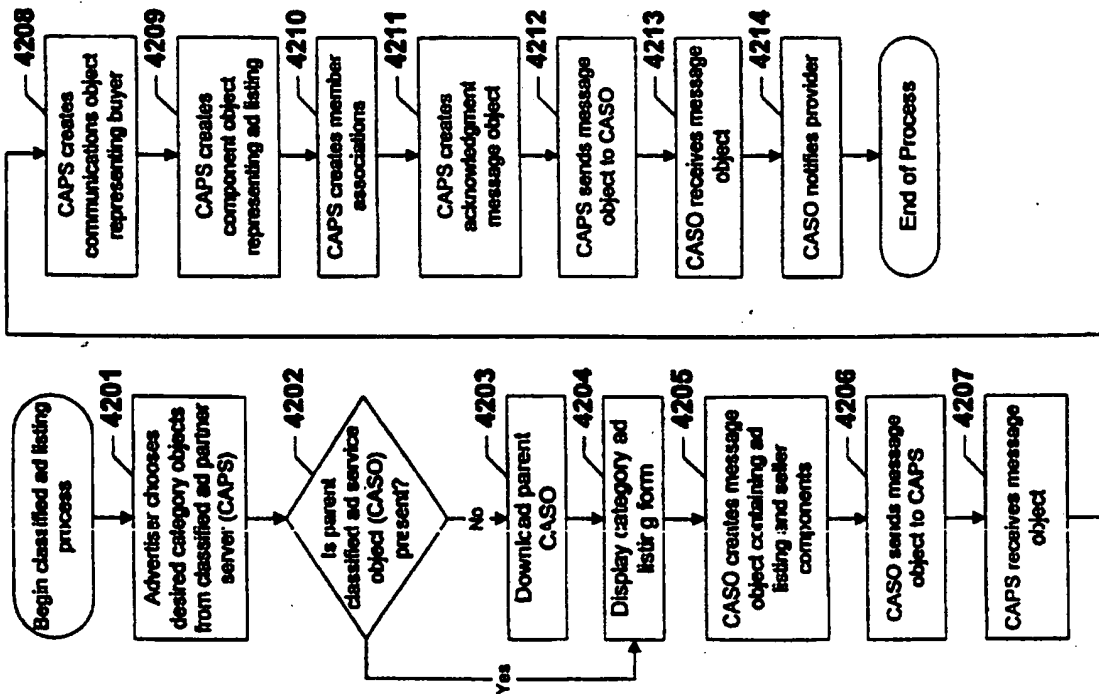 Begin classified ad listing
process
4201
Advertiser chooses
desired category objects
from classified ad partner
server (CAPS)
4202
Is parent
classified ad service
object (CASO)
present?
Yes
No
4203
Download parent
CASO
4204
Display category ad
listing form
4205
CASO creates message
object containing ad
listing and seller
components
4206
CASO sends message
object to CAPS
4207
CAPS receives message
object
4208
CAPS creates
communications object
representing buyer
4209
CAPS creates
component object
representing ad listing
4210
CAPS creates member
associations
4211
CAPS creates
acknowledgment
message object
4212
CAPS sends message
object to CASO
4213
CASO receives message
object
4214
CASO notifies provider
End of Process